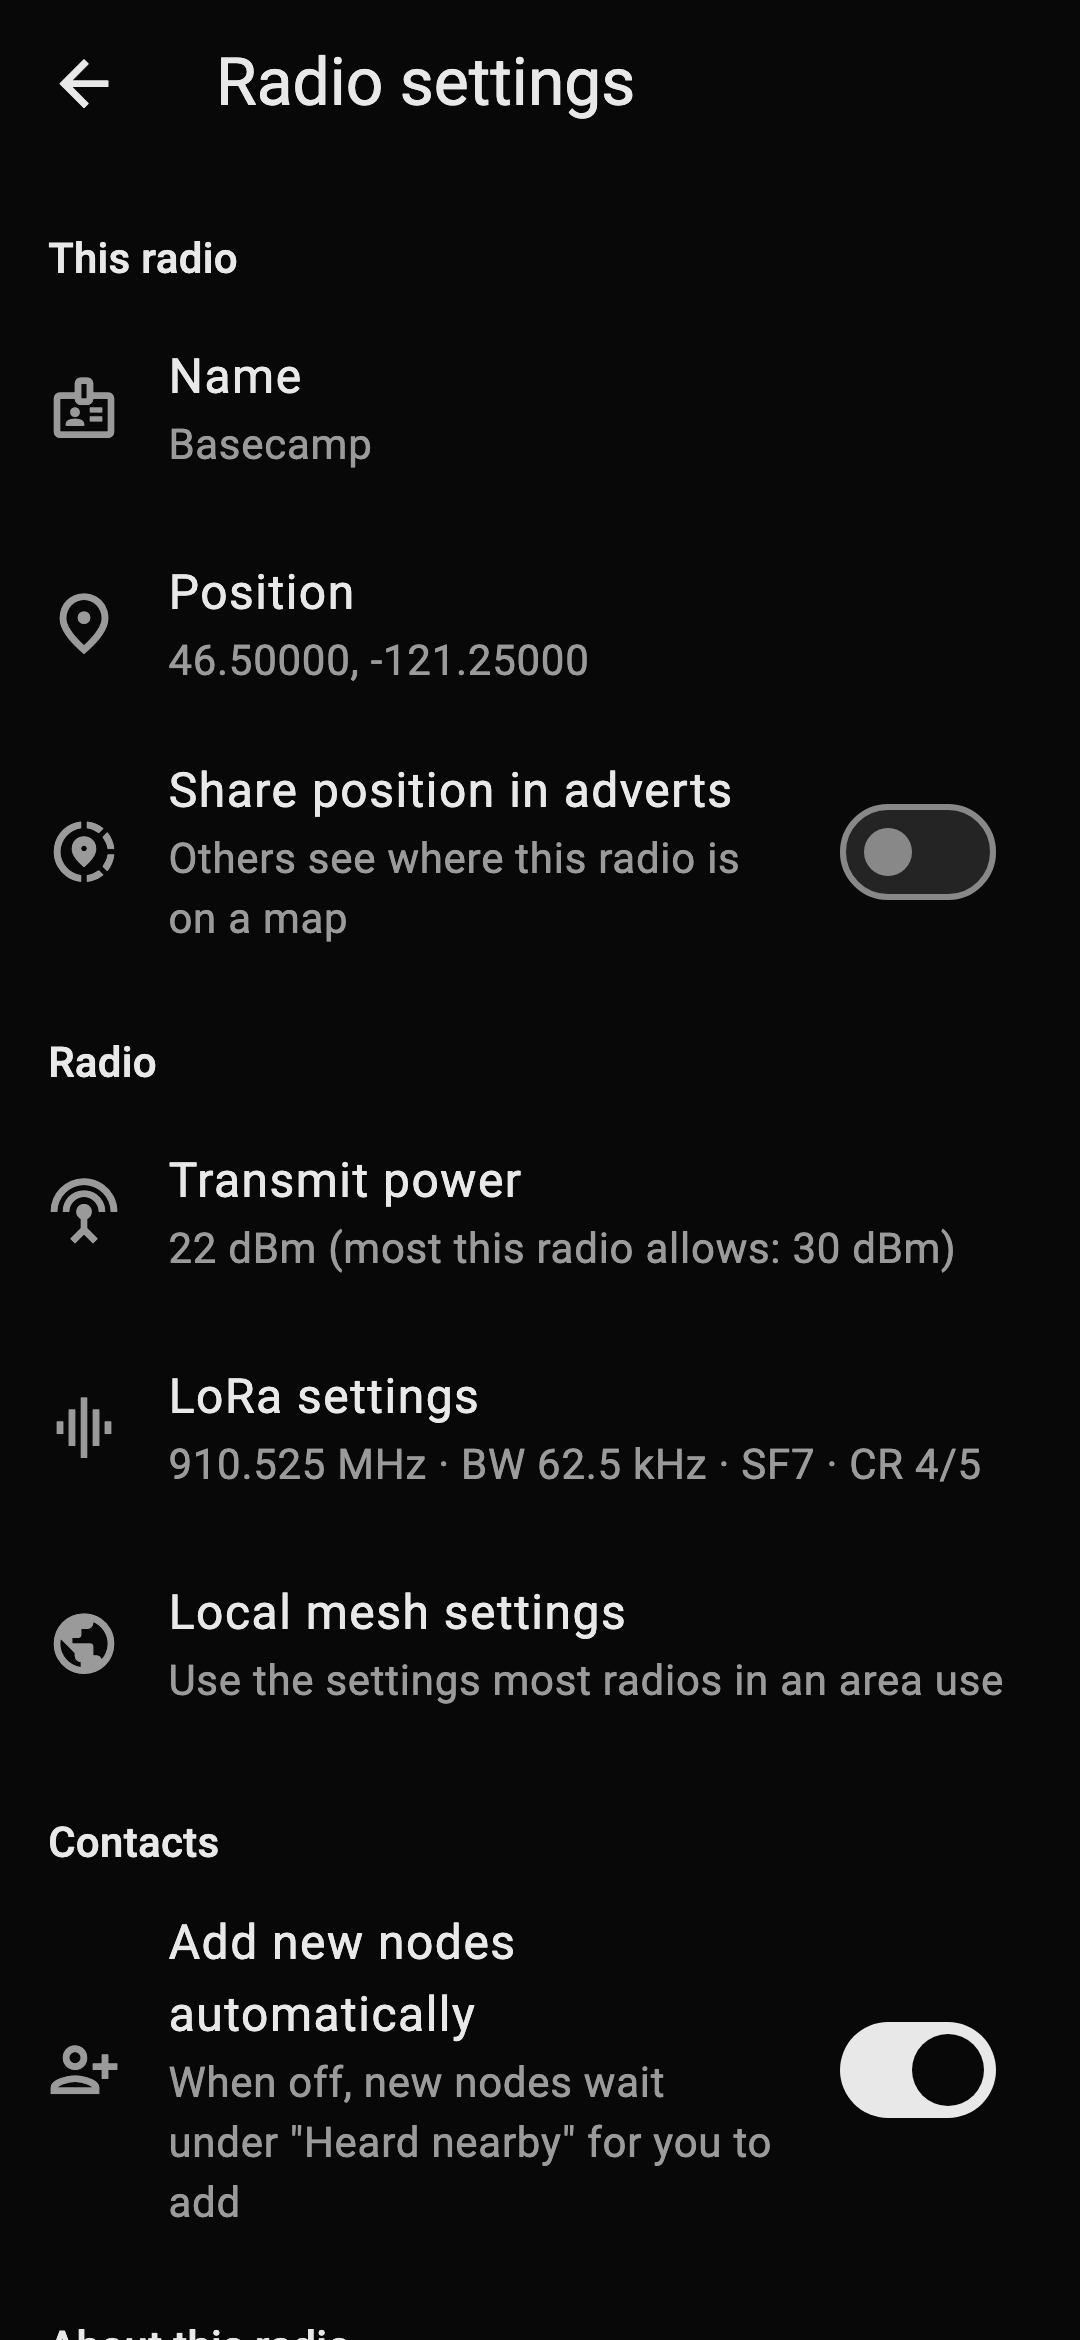 Radio settings
This radio
Name
Basecamp
Position
46.50000, -121.25000
Share position in adverts
Others see where this radio is
on a map
Radio
Transmit power
22 dBm (most this radio allows: 30 dBm)
LoRa settings
910.525 MHz · BW 62.5 kHz · SF7 · CR 4/5
Local mesh settings
Use the settings most radios in an area use
Contacts
Add new nodes
automatically
When off, new nodes wait
under "Heard nearby" for you to
add
About this radio